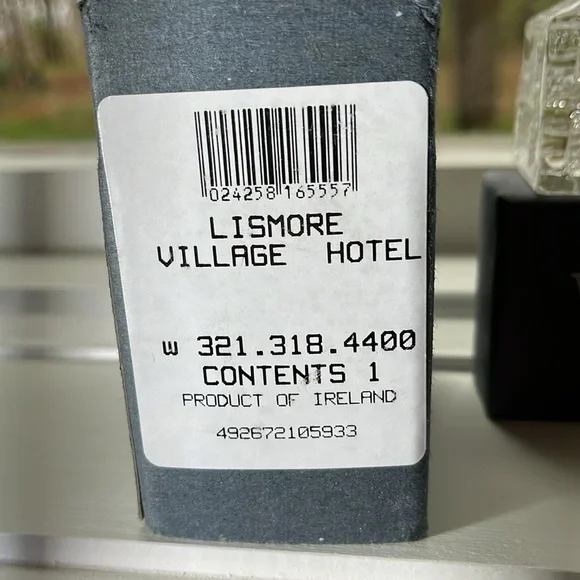 024258 165557
LISMORE
VILLAGE HOTEL
W 321.318.4400
CONTENTS 1
PRODUCT OF IRELAND
492672105933